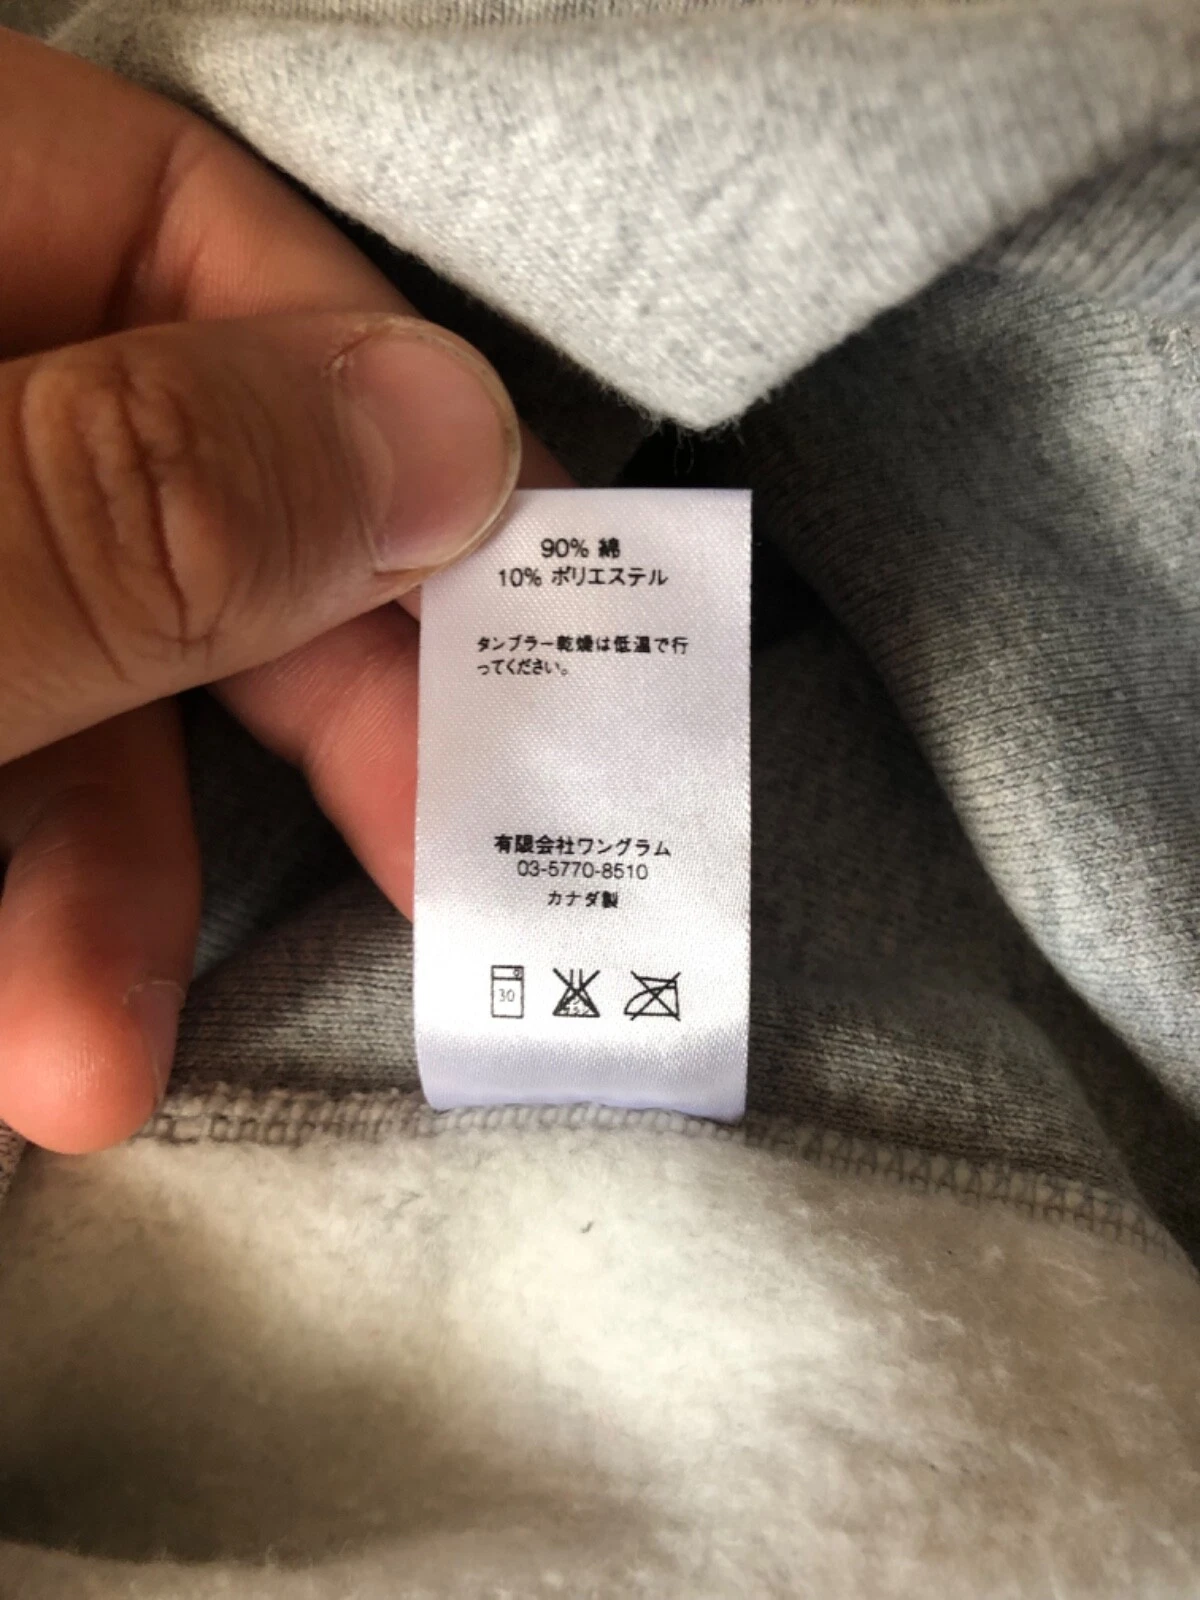 90% 綿
10% ポリエステル
タンブラー乾燥は低温で行
ってください。
有限会社ワングラム
03-5770-8510
カナダ製
30